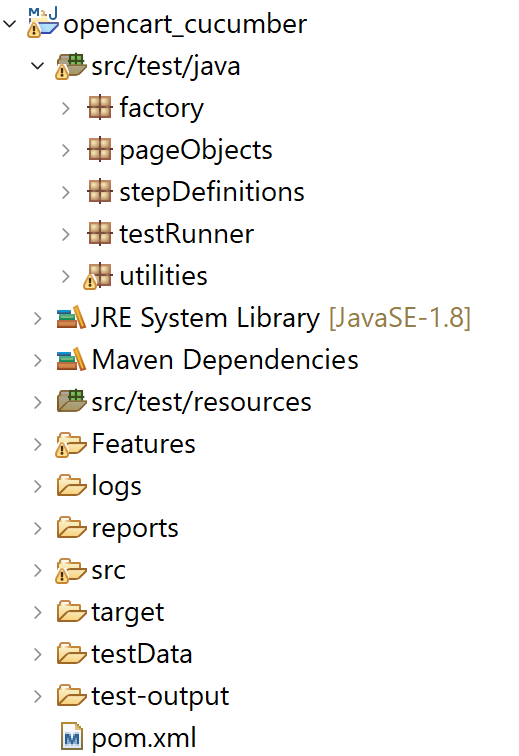 opencart_cucumber
src/test/java
factory
pageObjects
stepDefinitions
testRunner
utilities
JRE System Library [JavaSE-1.8]
Maven Dependencies
src/test/resources
Features
logs
reports
src
target
testData
test-output
pom.xml